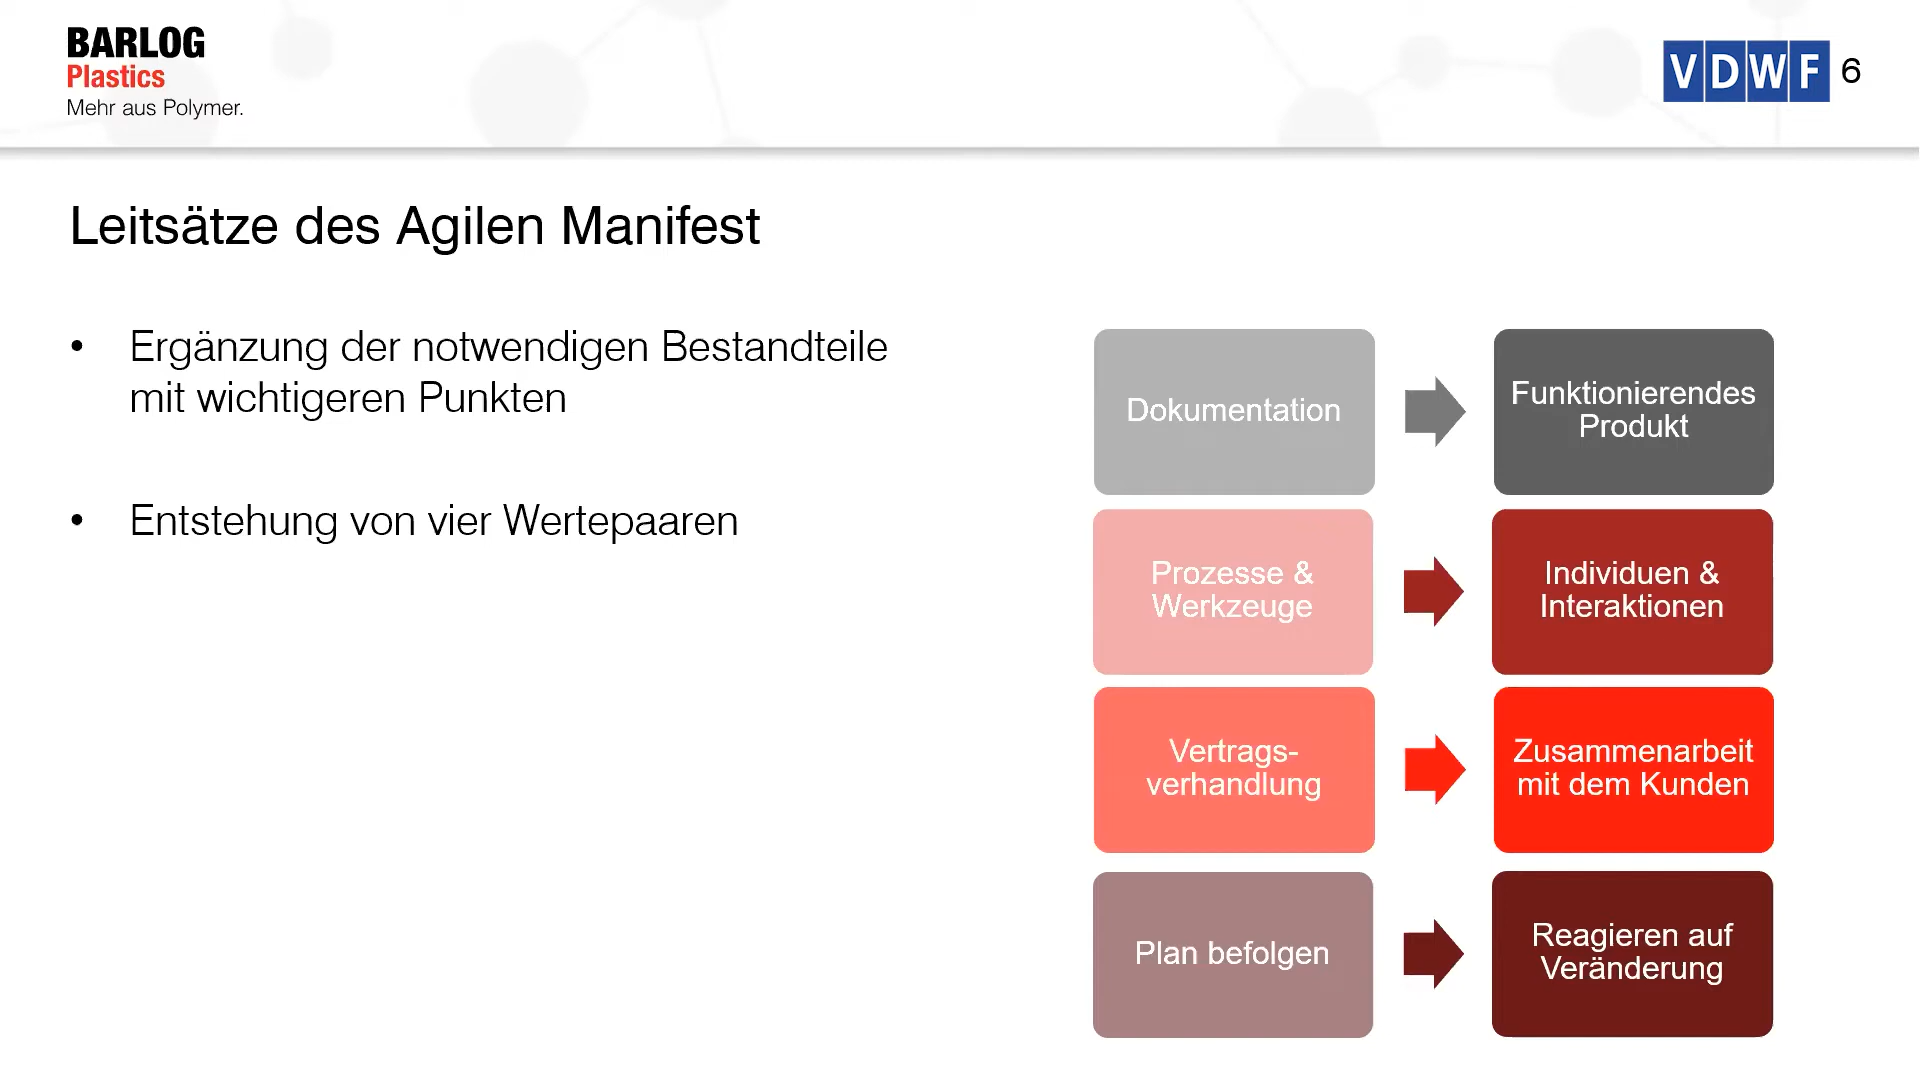 BARLOG
Plastics
Mehr aus Polymer.
VDWF
6
Leitsätze des Agilen Manifest
• Ergänzung der notwendigen Bestandteile
mit wichtigeren Punkten
• Entstehung von vier Wertepaaren
Dokumentation
Funktionierendes
Produkt
Prozesse &
Werkzeuge
Individuen &
Interaktionen
Vertrags-
verhandlung
Zusammenarbeit
mit dem Kunden
Plan befolgen
Reagieren auf
Veränderung